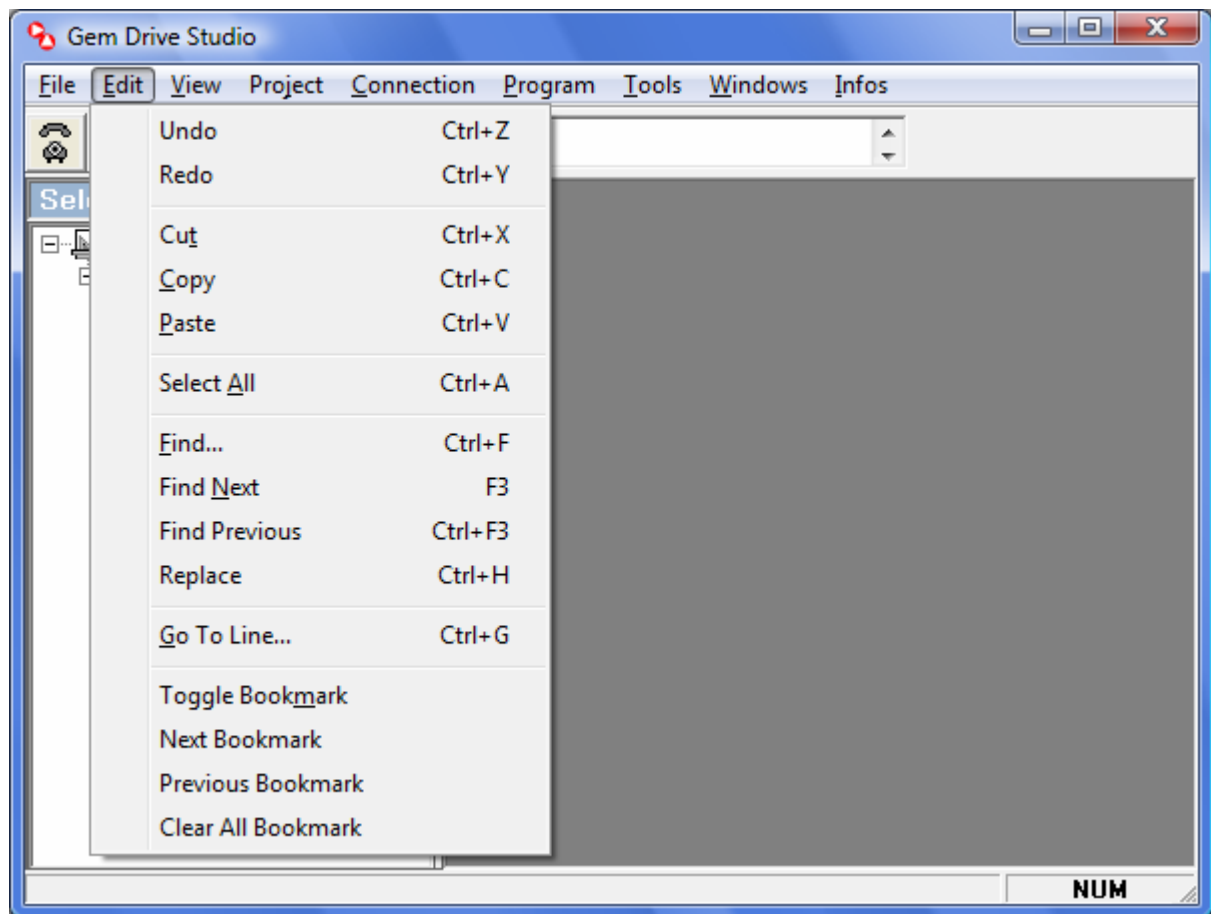 Gem Drive Studio
File Edit View Project Connection Program Tools Windows Infos
Undo Ctrl+Z
Redo Ctrl+Y
Cut Ctrl+X
Copy Ctrl+C
Paste Ctrl+V
Select All Ctrl+A
Find... Ctrl+F
Find Next F3
Find Previous Ctrl+F3
Replace Ctrl+H
Go To Line... Ctrl+G
Toggle Bookmark
Next Bookmark
Previous Bookmark
Clear All Bookmark
NUM